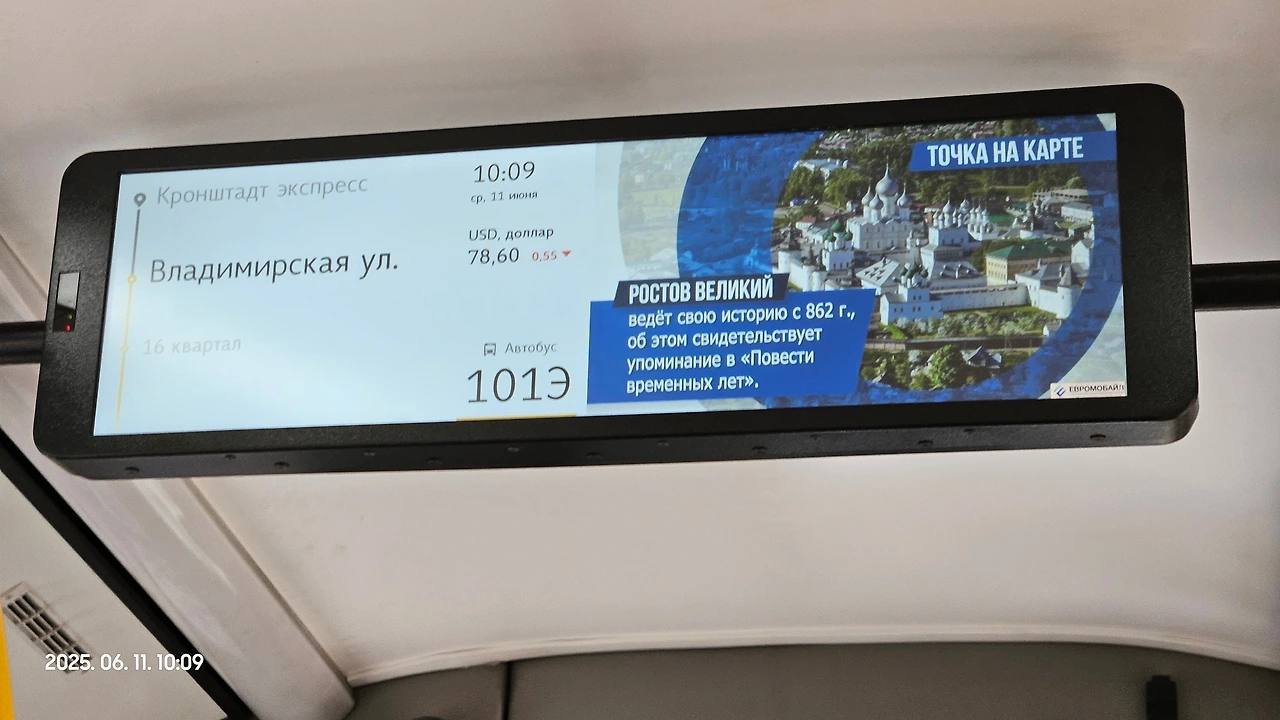 Кронштадт экспресс
Владимирская ул.
16 квартал
10:09
ср, 11 июня
USD, доллар
78,60 0,55
Автобус
101Э
ТОЧКА НА КАРТЕ
РОСТОВ ВЕЛИКИЙ
ведёт свою историю с 862 г.,
об этом свидетельствует
упоминание в «Повести
временных лет».
ЕВРОМОБАЙЛ
2025. 06. 11. 10:09